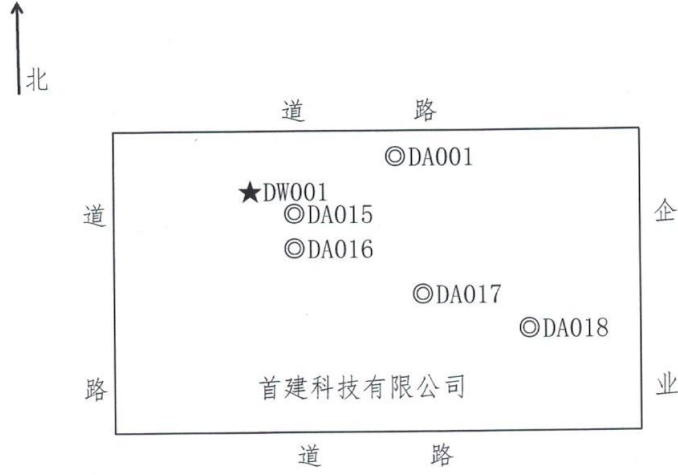 北
道 路
◎DA001
★DW001
道
企
◎DA015
◎DA016
◎DA017
◎DA018
路
首建科技有限公司
业
道 路